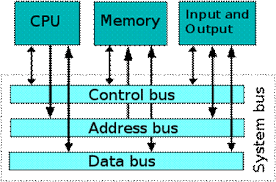 CPU
Memory
Input and
Output
Control bus
Address bus
Data bus
System bus